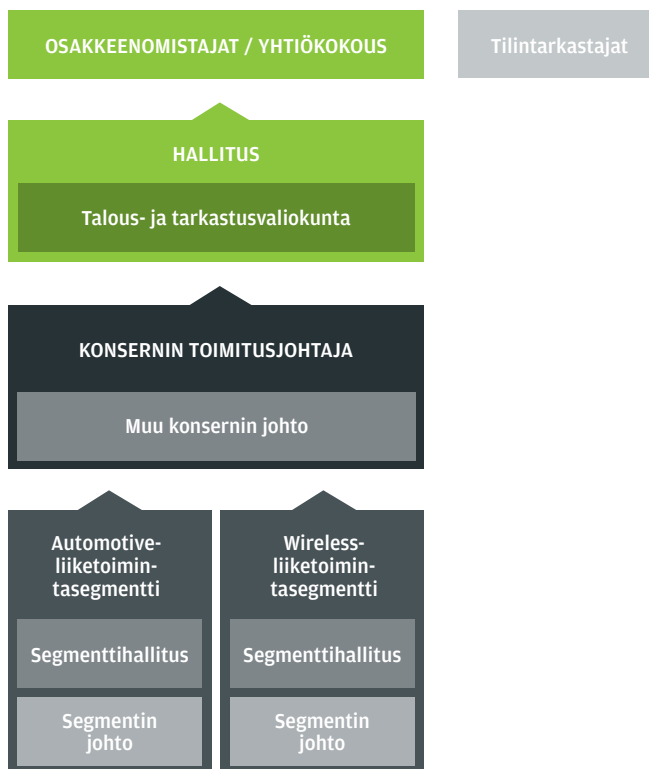 OSAKKEENOMISTAJAT / YHTIÖKOKOUS
Tilintarkastajat
HALLITUS
Talous- ja tarkastusvaliokunta
KONSERNIN TOIMITUSJOHTAJA
Muu konsernin johto
Automotive-
liiketoimin-
tasegmentti
Segmenttihallitus
Segmentin
johto
Wireless-
liiketoimin-
tasegmentti
Segmenttihallitus
Segmentin
johto